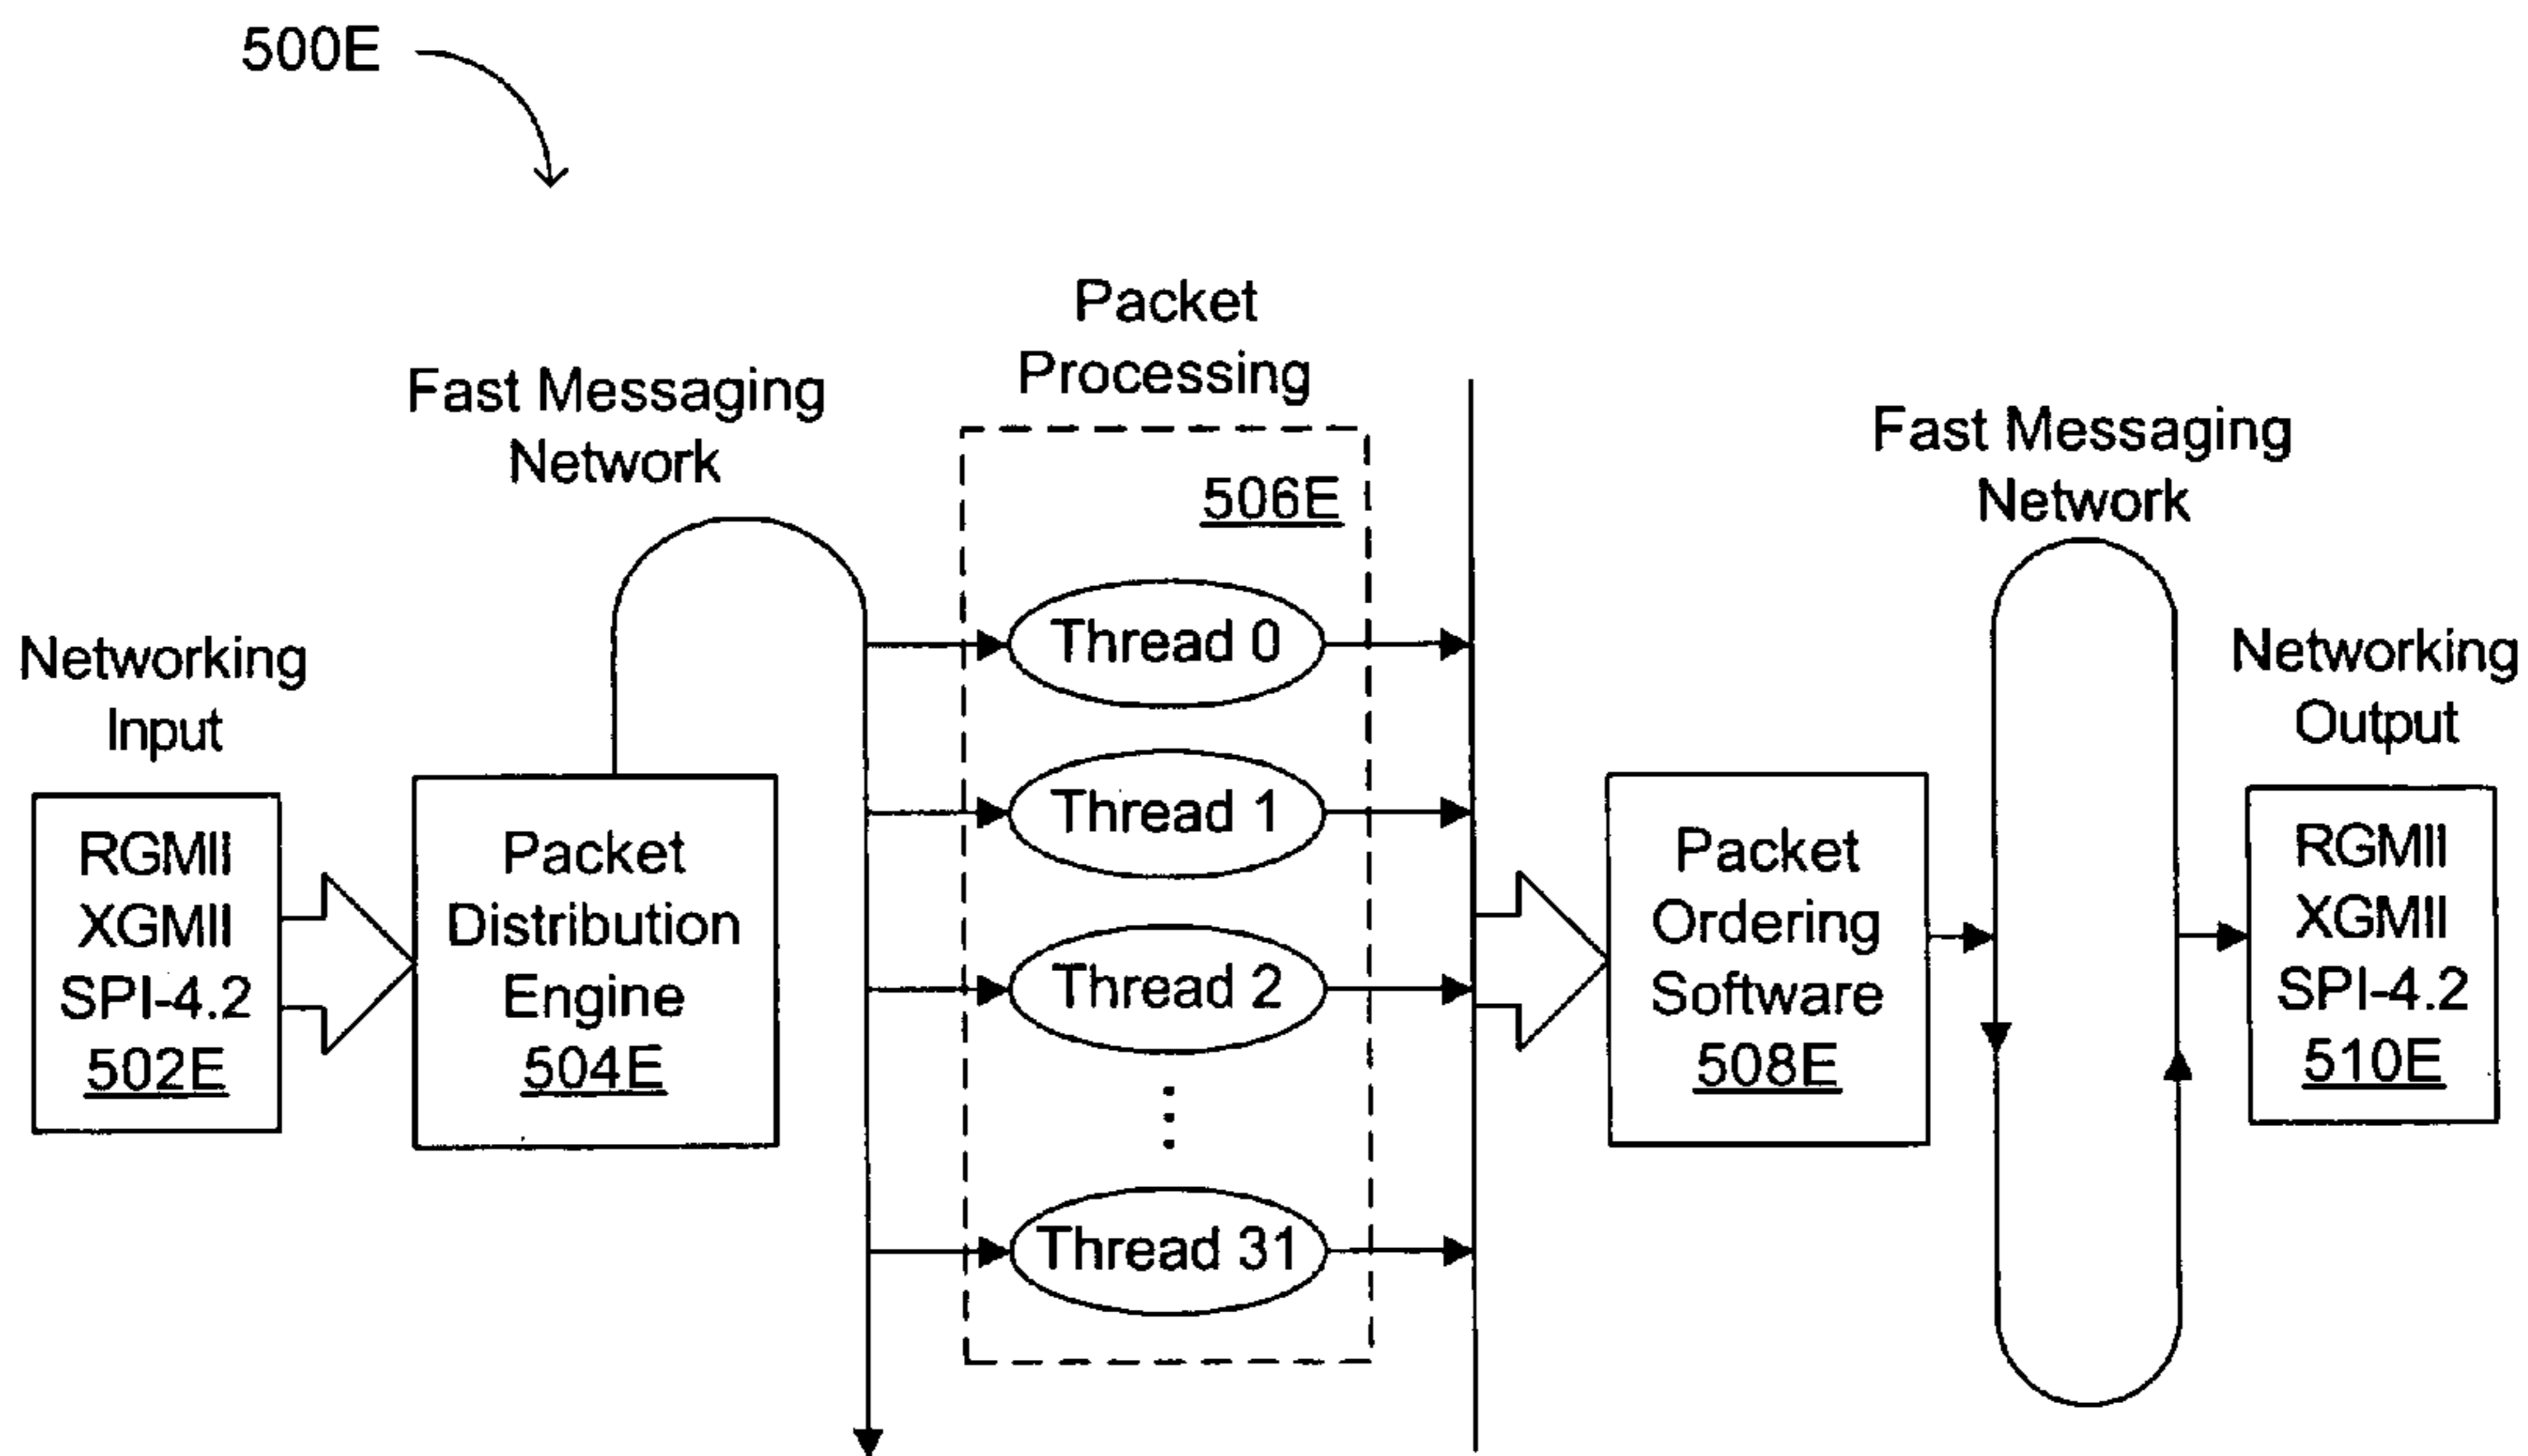 500E
Packet
Processing
Fast Messaging
Network
Fast Messaging
Network
506E
Networking
Input
Networking
Output
RGMII
XGMII
SPI-4.2
502E
Packet
Distribution
Engine
504E
Thread 0
Thread 1
Thread 2
Thread 31
Packet
Ordering
Software
508E
RGMII
XGMII
SPI-4.2
510E